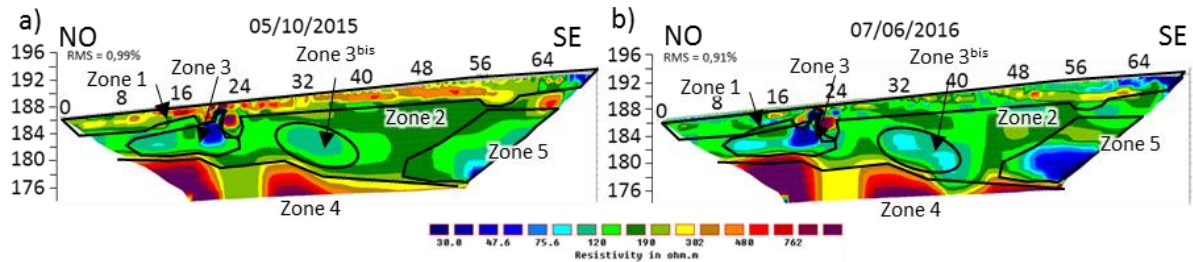 a) 05/10/2015
NO SE
RMS = 0,99%
Zone 3bis
Zone 1 Zone 3
0 8 16 24 32 40 48 56 64
196
192
188
184
180
176
Zone 2
Zone 5
Zone 4
b) 07/06/2016
NO SE
RMS = 0,91%
Zone 3bis
Zone 1 Zone 3
0 8 16 24 32 40 48 56 64
196
192
188
184
180
176
Zone 2
Zone 5
Zone 4
30.0 47.6 75.6 120 190 302 480 762
Resistivity in ohm.m